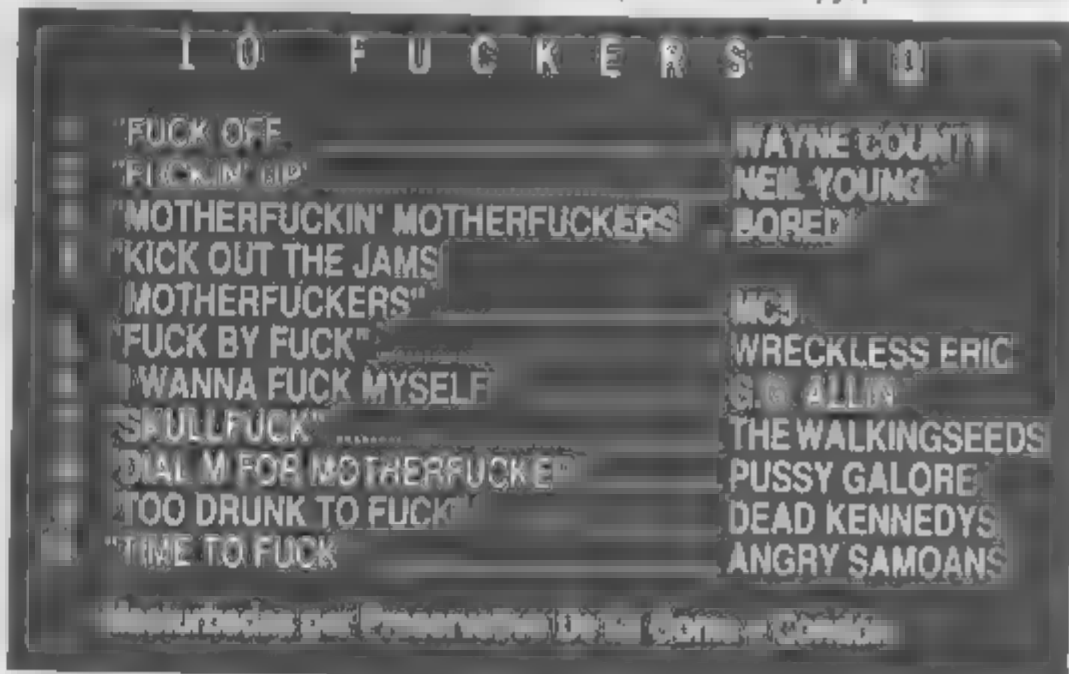 10 FUCKERS 10
"FUCK OFF WAYNE COUNTY
"FUCKIN' UP" NEIL YOUNG
"MOTHERFUCKIN' MOTHERFUCKERS BORED!
"KICK OUT THE JAMS
MOTHERFUCKERS" MC5
"FUCK BY FUCK" WRECKLESS ERIC
I WANNA FUCK MYSELF G.G. ALLIN
"SKULLFUCK" THE WALKINGSEEDS
DIAL M FOR MOTHERFUCKER PUSSY GALORE
TOO DRUNK TO FUCK DEAD KENNEDYS
"TIME TO FUCK ANGRY SAMOANS